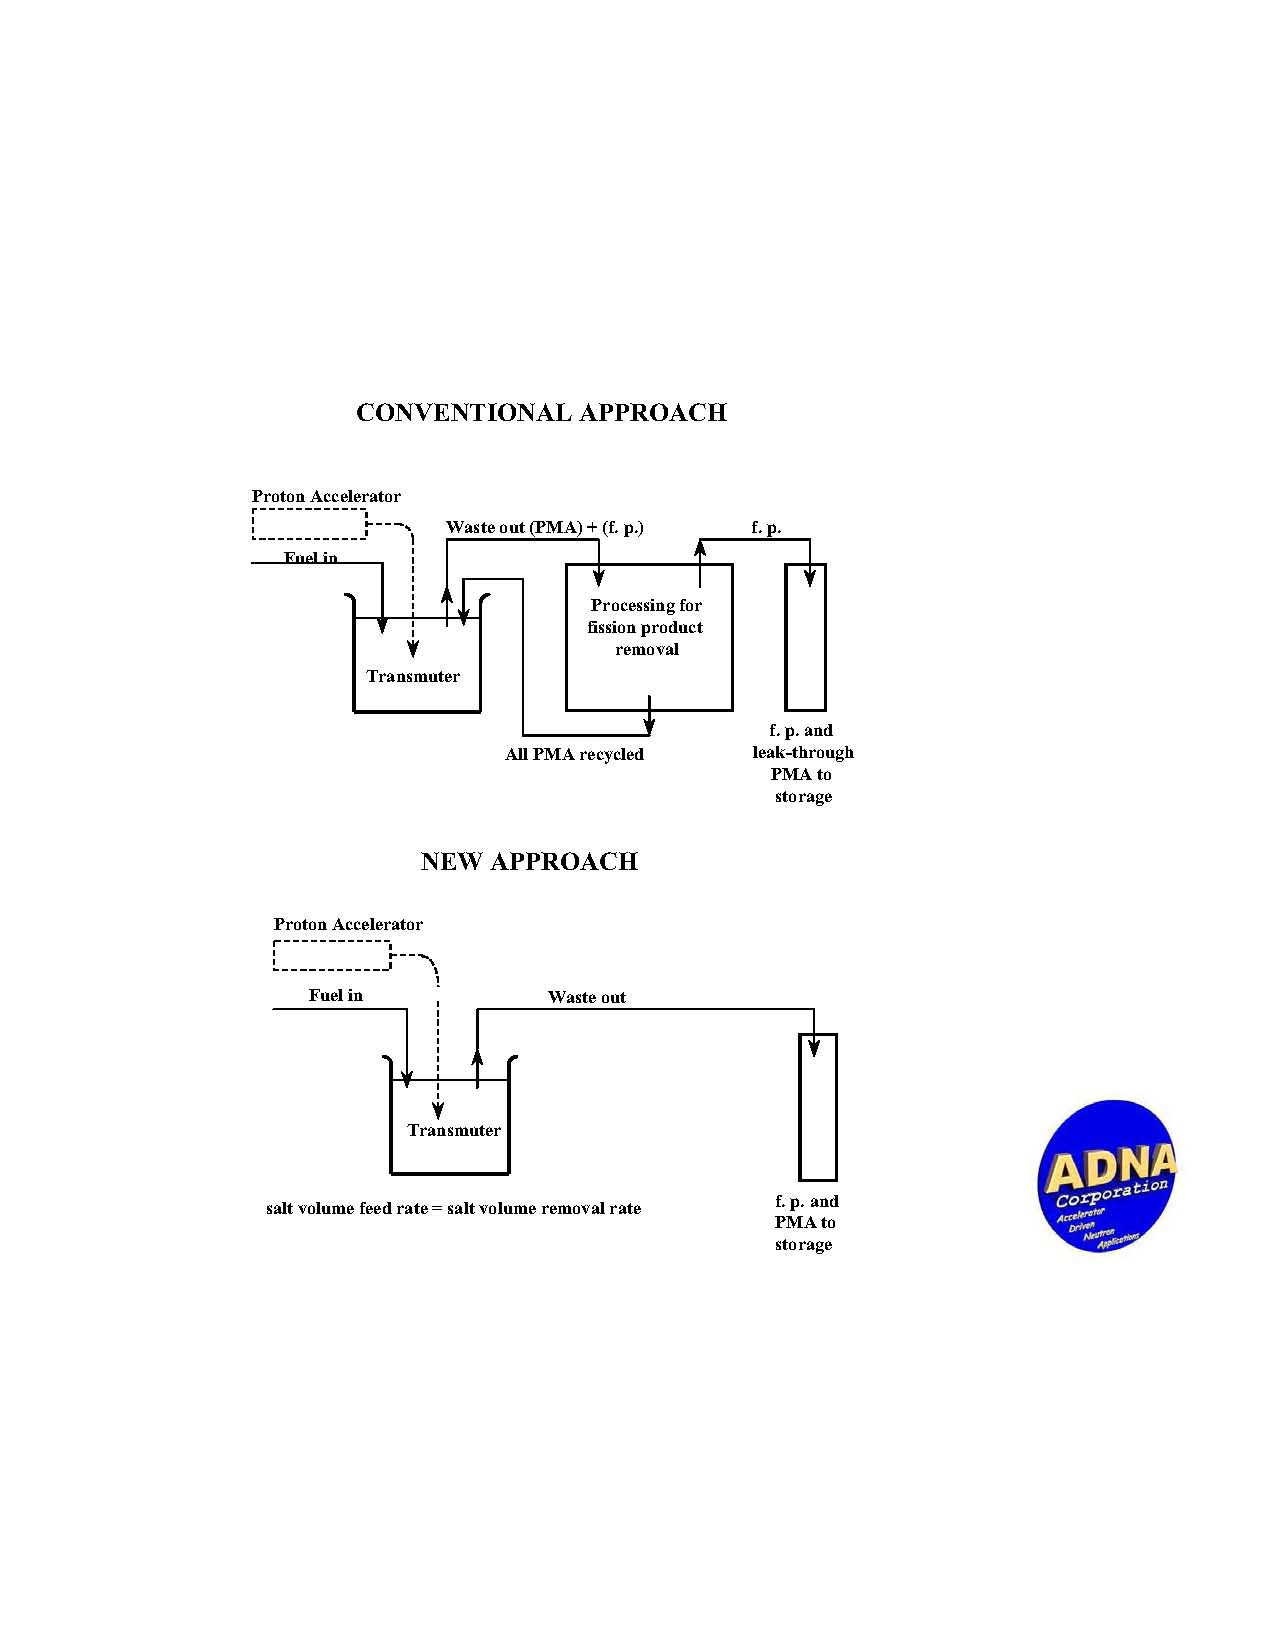 CONVENTIONAL APPROACH
Proton Accelerator
Waste out (PMA) + (f. p.)
f. p.
Fuel in
Processing for
fission product
removal
Transmuter
All PMA recycled
f. p. and
leak-through
PMA to
storage
NEW APPROACH
Proton Accelerator
Fuel in
Waste out
Transmuter
salt volume feed rate = salt volume removal rate
f. p. and
PMA to
storage
ADNA
Corporation
Accelerator
Driven
Neutron
Applications